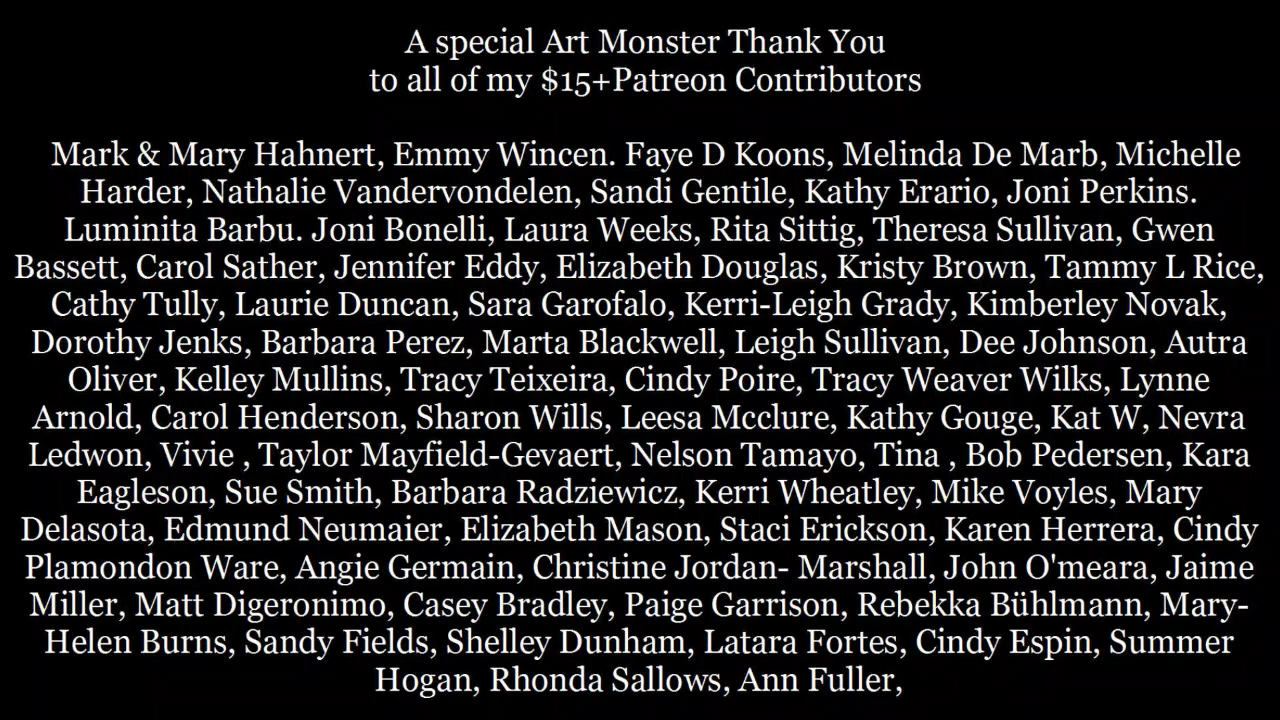 A special Art Monster Thank You
to all of my $15+Patreon Contributors
Mark & Mary Hahnert, Emmy Wincen. Faye D Koons, Melinda De Marb, Michelle
Harder, Nathalie Vandervondelen, Sandi Gentile, Kathy Erario, Joni Perkins.
Luminita Barbu. Joni Bonelli, Laura Weeks, Rita Sittig, Theresa Sullivan, Gwen
Bassett, Carol Sather, Jennifer Eddy, Elizabeth Douglas, Kristy Brown, Tammy L Rice,
Cathy Tully, Laurie Duncan, Sara Garofalo, Kerri-Leigh Grady, Kimberley Novak,
Dorothy Jenks, Barbara Perez, Marta Blackwell, Leigh Sullivan, Dee Johnson, Autra
Oliver, Kelley Mullins, Tracy Teixeira, Cindy Poire, Tracy Weaver Wilks, Lynne
Arnold, Carol Henderson, Sharon Wills, Leesa Mcclure, Kathy Gouge, Kat W, Nevra
Ledwon, Vivie , Taylor Mayfield-Gevaert, Nelson Tamayo, Tina , Bob Pedersen, Kara
Eagleson, Sue Smith, Barbara Radziewicz, Kerri Wheatley, Mike Voyles, Mary
Delasota, Edmund Neumaier, Elizabeth Mason, Staci Erickson, Karen Herrera, Cindy
Plamondon Ware, Angie Germain, Christine Jordan- Marshall, John O'meara, Jaime
Miller, Matt Digeronimo, Casey Bradley, Paige Garrison, Rebekka Bühlmann, Mary-
Helen Burns, Sandy Fields, Shelley Dunham, Latara Fortes, Cindy Espin, Summer
Hogan, Rhonda Sallows, Ann Fuller,